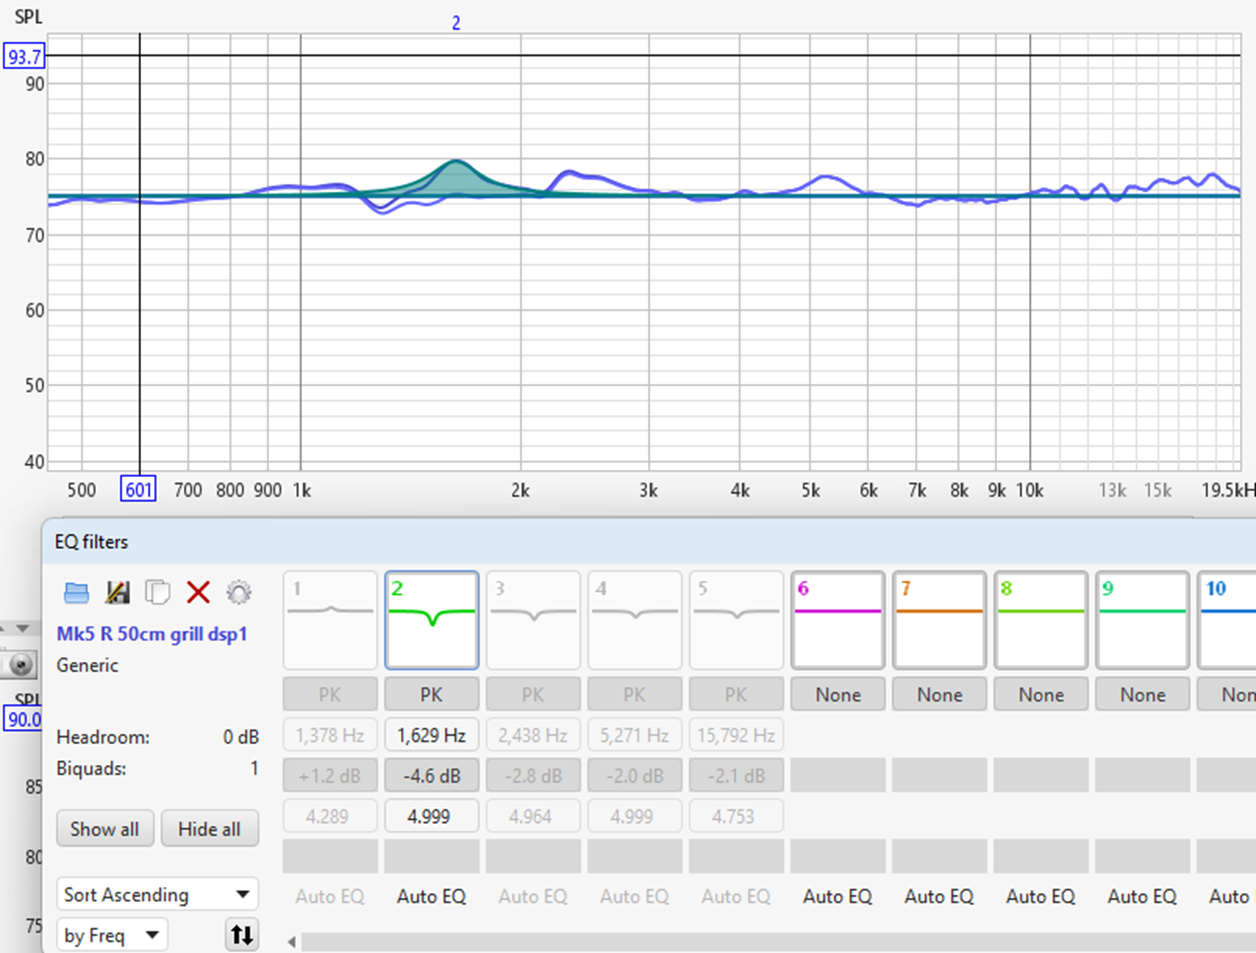 SPL
2
93.7
90
80
70
60
50
40
500 601 700 800 900 1k 2k 3k 4k 5k 6k 7k 8k 9k 10k 13k 15k 19.5kH
EQ filters
1 2 3 4 5 6 7 8 9 10
Mk5 R 50cm grill dsp1
Generic
SPL
90.0
PK PK PK PK PK None None None None Non
Headroom: 0 dB
1,378 Hz 1,629 Hz 2,438 Hz 5,271 Hz 15,792 Hz
Biquads: 1
+1.2 dB -4.6 dB -2.8 dB -2.0 dB -2.1 dB
85
Show all Hide all
4.289 4.999 4.964 4.999 4.753
80
Sort Ascending
Auto EQ Auto EQ Auto EQ Auto EQ Auto EQ Auto EQ Auto EQ Auto EQ Auto EQ Auto
75
by Freq